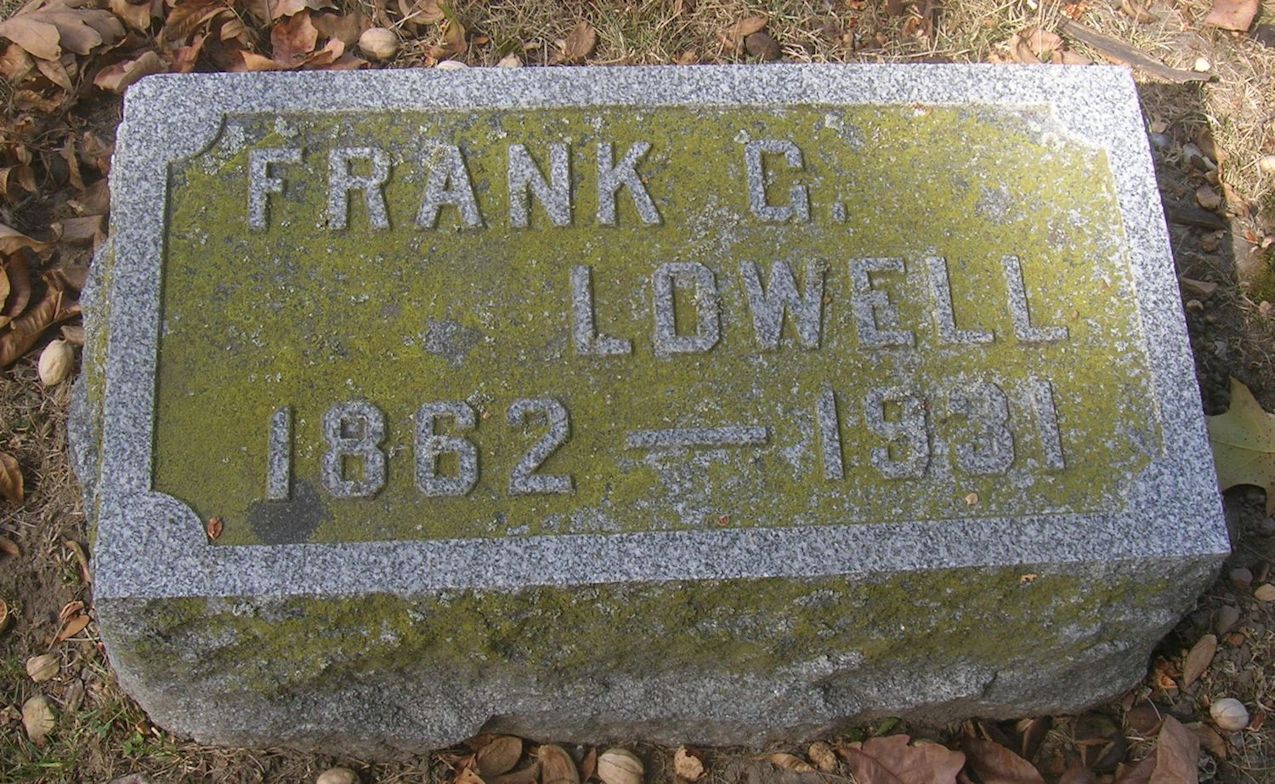 FRANK G.
LOWELL
1862 — 1931